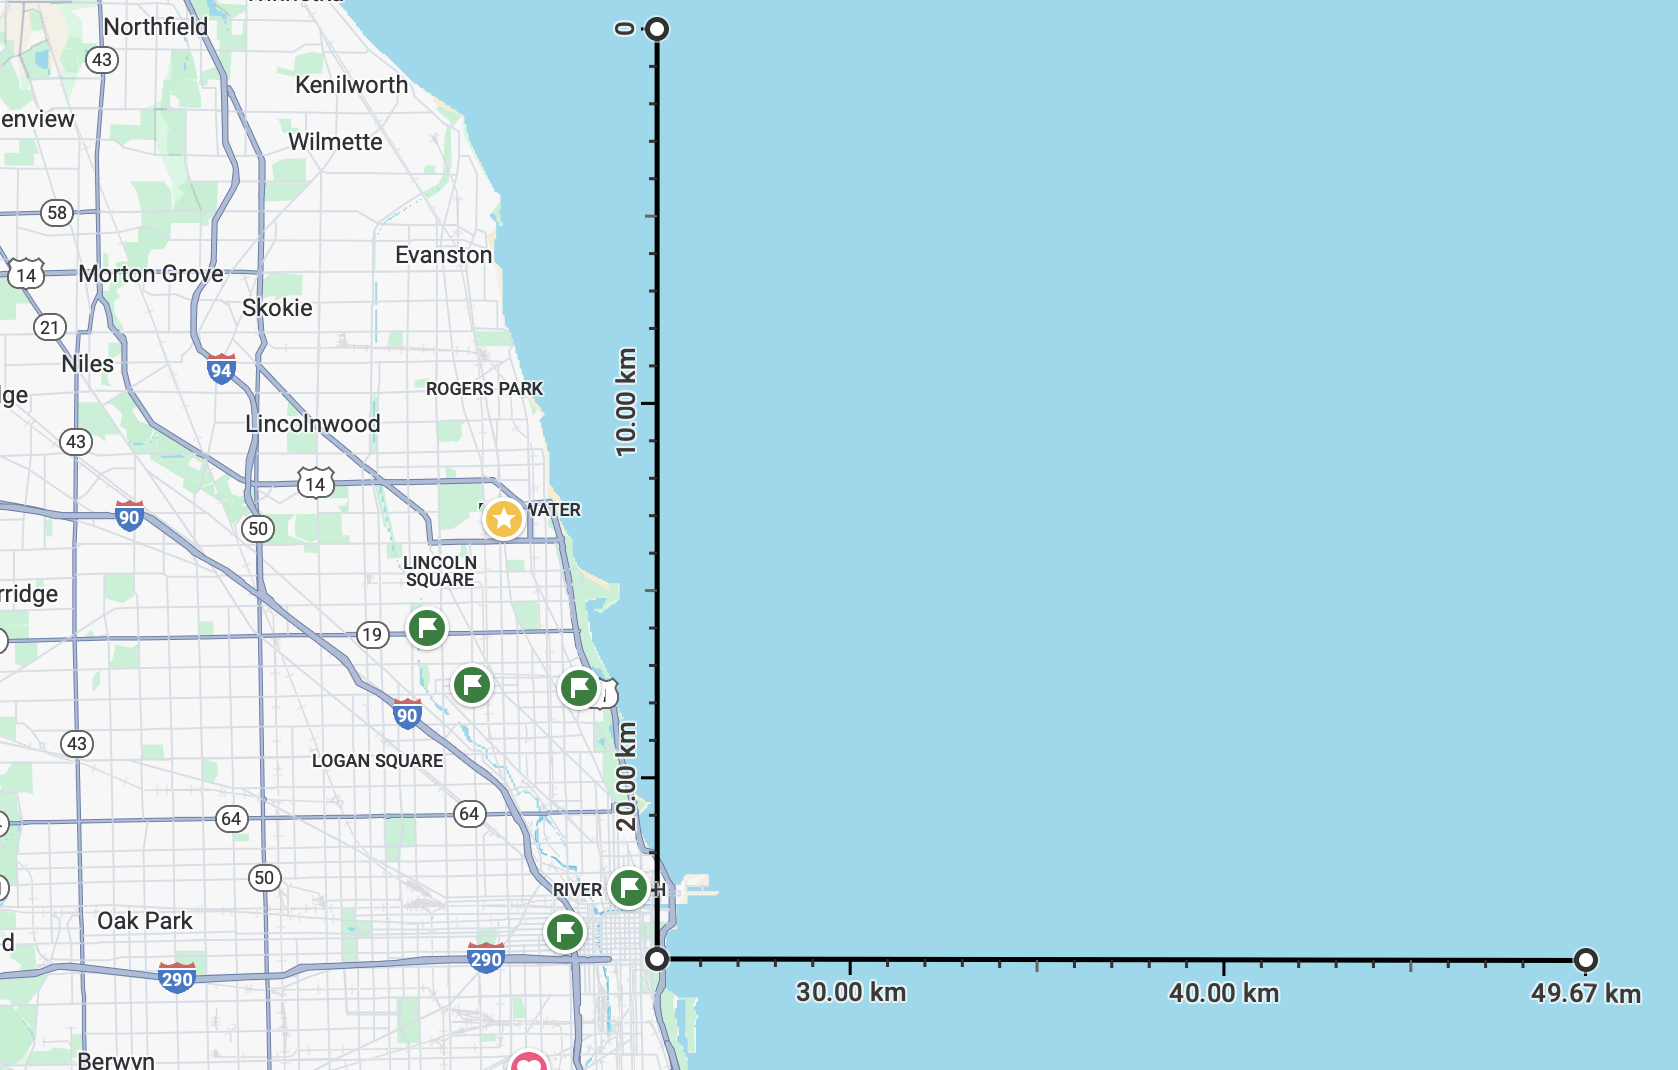 Northfield
0
43
Kenilworth
enview
Wilmette
58
Evanston
14
Morton Grove
Skokie
21
Niles
94
ROGERS PARK
10.00 km
Lincolnwood
43
14
90
50
WATER
LINCOLN
SQUARE
rridge
19
90
43
LOGAN SQUARE
20.00 km
64
64
50
RIVER
H
Oak Park
290
290
30.00 km
40.00 km
49.67 km
Berwyn